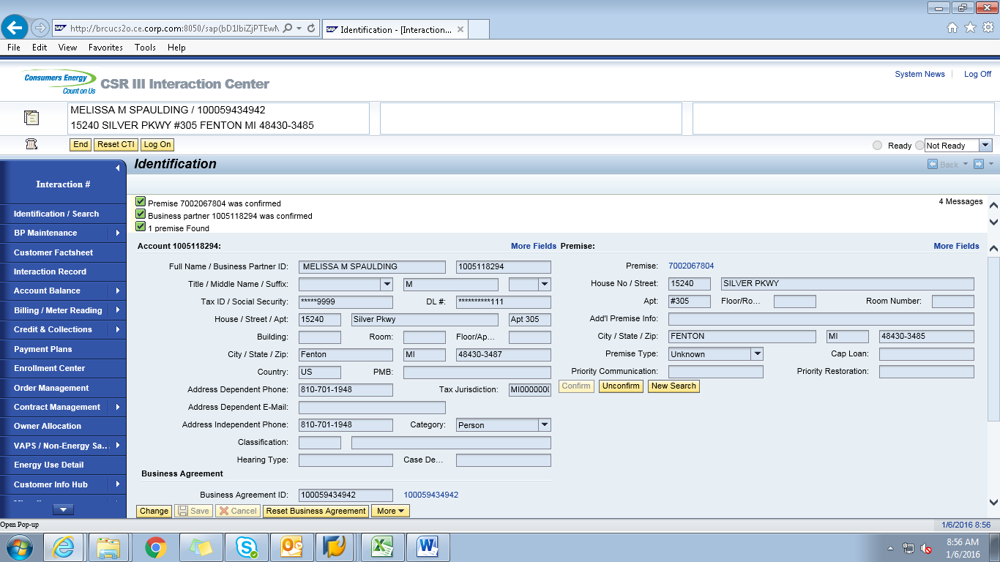 http://brcucs2o.ce.corp.com:8050/sap(bD1lbiZjPTEwN
Identification - [Interaction...
File Edit View Favorites Tools Help
Consumers Energy
Count on Us
CSR III Interaction Center
System News | Log Off
MELISSA M SPAULDING / 100059434942
15240 SILVER PKWY #305 FENTON MI 48430-3485
End Reset CTI Log On Ready Not Ready
Identification Back
Interaction #
Identification / Search
BP Maintenance
Customer Factsheet
Interaction Record
Account Balance
Billing / Meter Reading
Credit & Collections
Payment Plans
Enrollment Center
Order Management
Contract Management
Owner Allocation
VAPS / Non-Energy Sa...
Energy Use Detail
Customer Info Hub
Premise 7002067804 was confirmed 4 Messages
Business partner 1005118294 was confirmed
1 premise Found
Account 1005118294: More Fields
Full Name / Business Partner ID: MELISSA M SPAULDING 1005118294
Title / Middle Name / Suffix: M
Tax ID / Social Security: *****9999 DL #: **********111
House / Street / Apt: 15240 Silver Pkwy Apt 305
Building: Room: Floor/Ap...
City / State / Zip: Fenton MI 48430-3487
Country: US PMB:
Address Dependent Phone: 810-701-1948 Tax Jurisdiction: MI000000(
Address Dependent E-Mail:
Address Independent Phone: 810-701-1948 Category: Person
Classification:
Hearing Type: Case De...
Business Agreement
Business Agreement ID: 100059434942 100059434942
Change Save Cancel Reset Business Agreement More
Premise: More Fields
Premise: 7002067804
House No / Street: 15240 SILVER PKWY
Apt: #305 Floor/Ro... Room Number:
Add'l Premise Info:
City / State / Zip: FENTON MI 48430-3485
Premise Type: Unknown Cap Loan:
Priority Communication: Priority Restoration:
Confirm Unconfirm New Search
Open Pop-up 1/6/2016 8:56
8:56 AM
1/6/2016